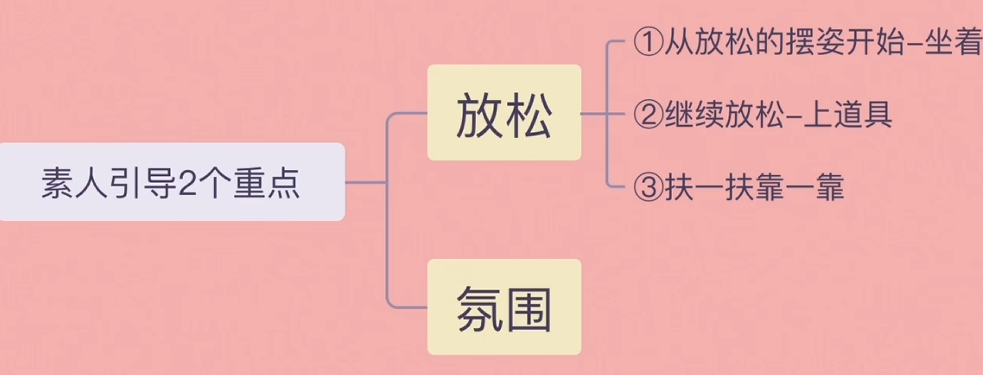 素人引导2个重点
放松
①从放松的摆姿开始–坐着
②继续放松–上道具
③扶一扶靠一靠
氛围